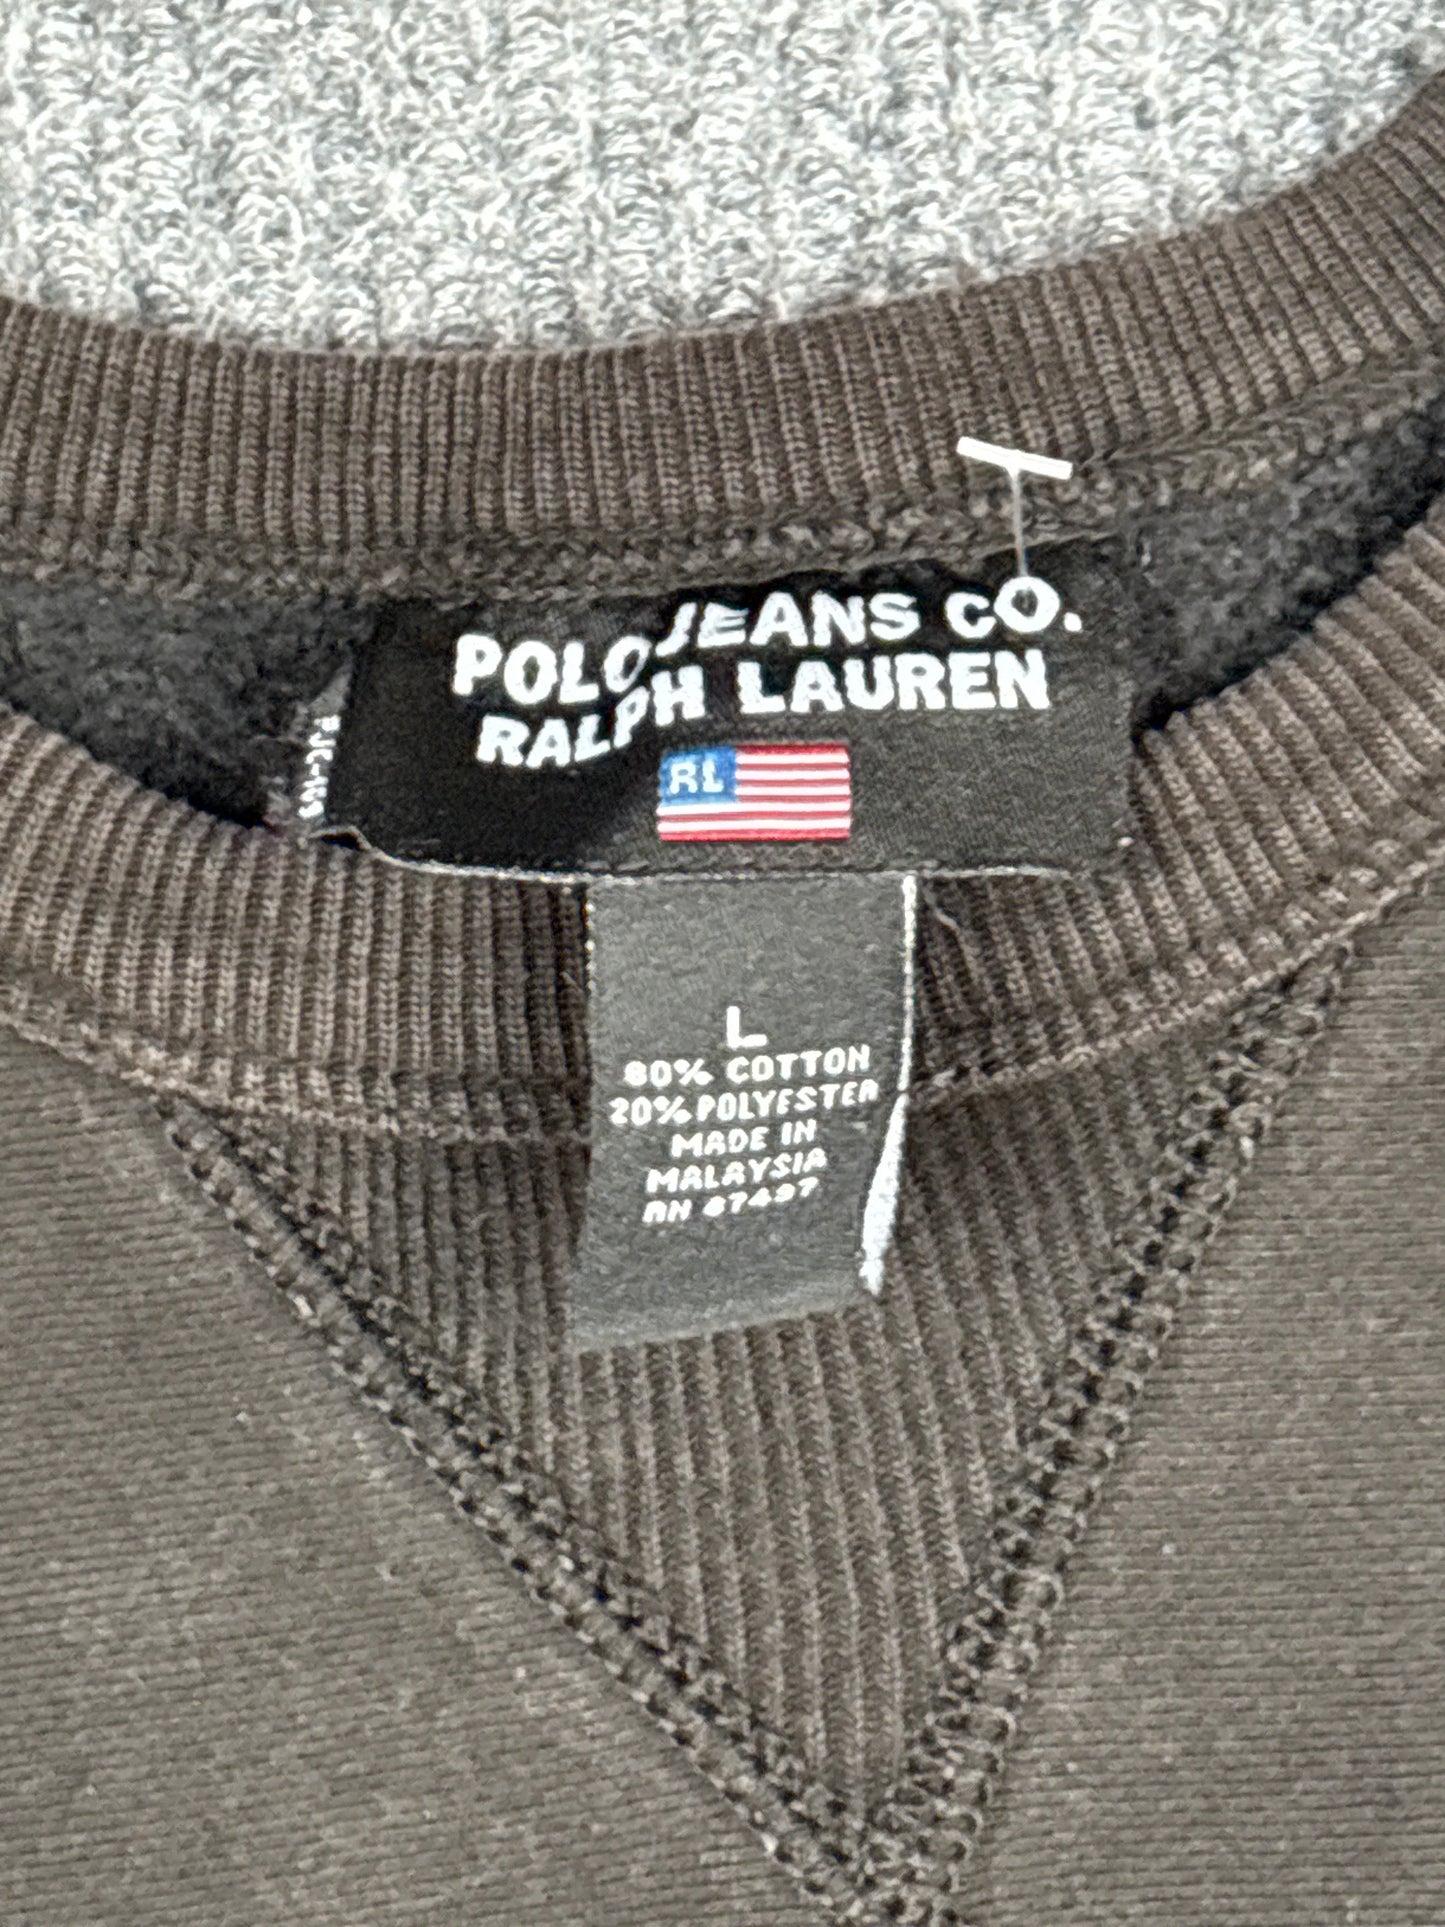 POLO JEANS CO.
RALPH LAUREN
RL
L
80% COTTON
20% POLYESTER
MADE IN
MALAYSIA
RN 67497